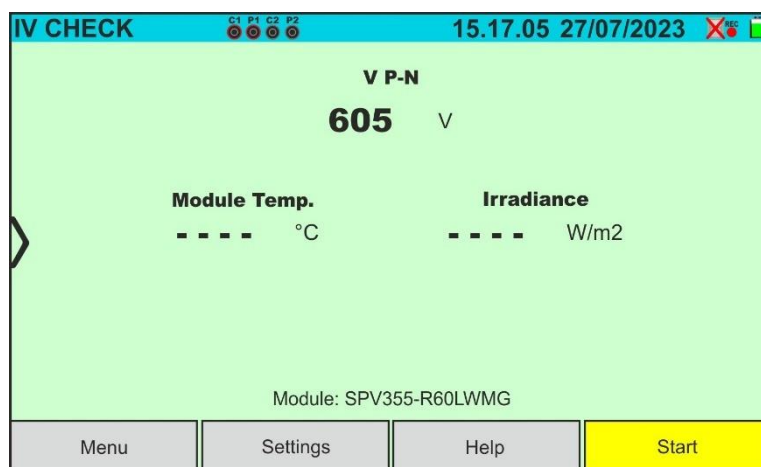 IV CHECK C1 P1 C2 P2 15.17.05 27/07/2023 REC
V P-N
605 V
Module Temp. Irradiance
- - - - °C - - - - W/m2
Module: SPV355-R60LWMG
Menu Settings Help Start